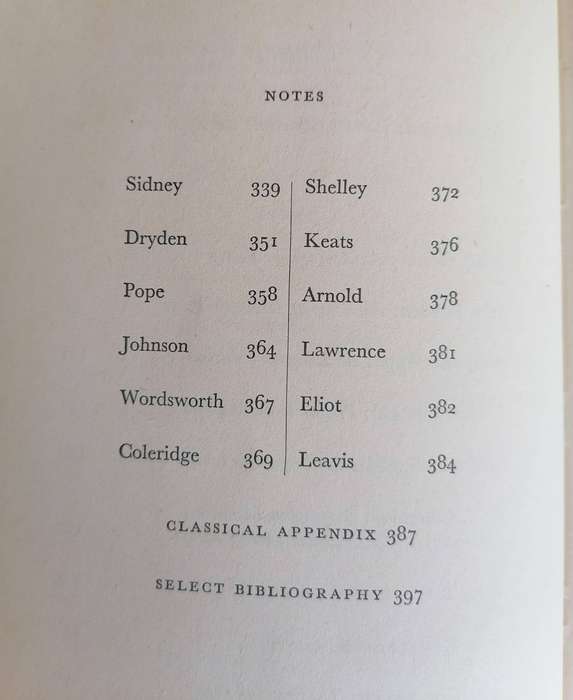 NOTES
Sidney 339
Dryden 351
Pope 358
Johnson 364
Wordsworth 367
Coleridge 369
Shelley 372
Keats 376
Arnold 378
Lawrence 381
Eliot 382
Leavis 384
CLASSICAL APPENDIX 387
SELECT BIBLIOGRAPHY 397